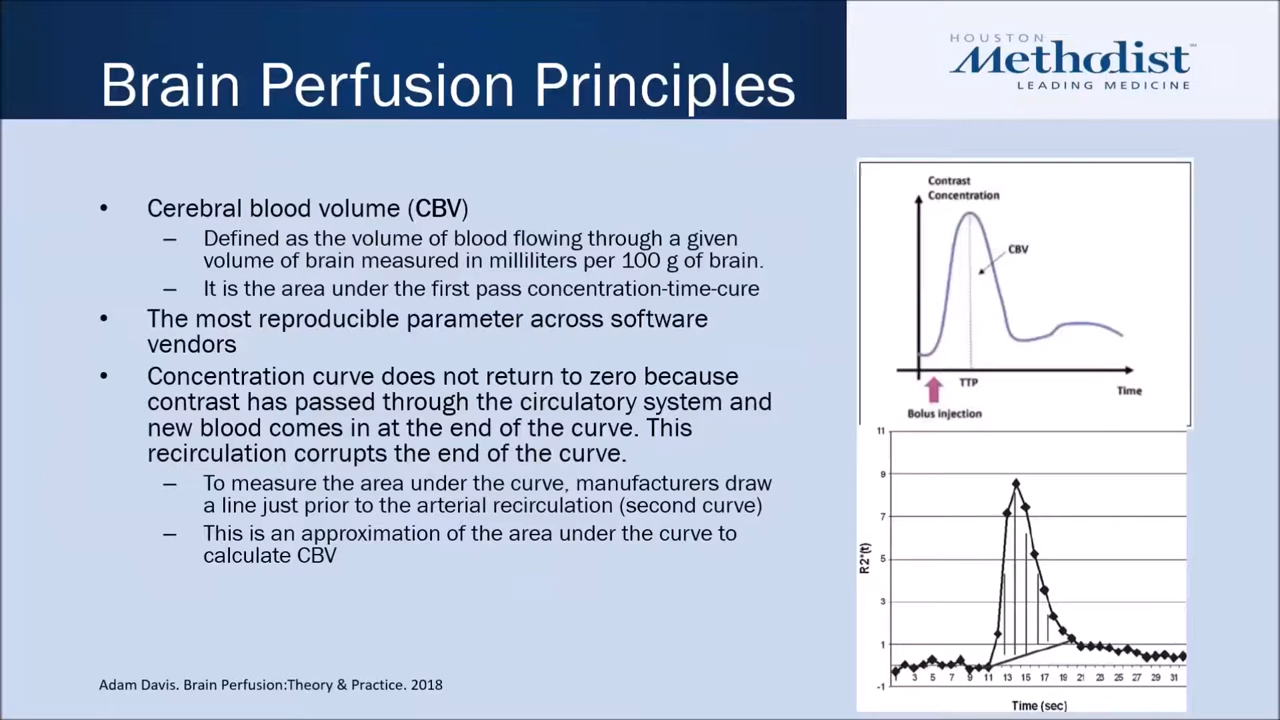 Brain Perfusion Principles
HOUSTON
Methodist
LEADING MEDICINE
• Cerebral blood volume (CBV)
– Defined as the volume of blood flowing through a given
volume of brain measured in milliliters per 100 g of brain.
– It is the area under the first pass concentration-time-cure
• The most reproducible parameter across software
vendors
• Concentration curve does not return to zero because
contrast has passed through the circulatory system and
new blood comes in at the end of the curve. This
recirculation corrupts the end of the curve.
– To measure the area under the curve, manufacturers draw
a line just prior to the arterial recirculation (second curve)
– This is an approximation of the area under the curve to
calculate CBV
Adam Davis. Brain Perfusion:Theory & Practice. 2018
Contrast
Concentration
CBV
TTP
Time
Bolus injection
11
9
7
5
3
1
-1
R2*(t)
1 3 5 7 9 11 13 15 17 19 21 23 25 27 29 31
Time (sec)